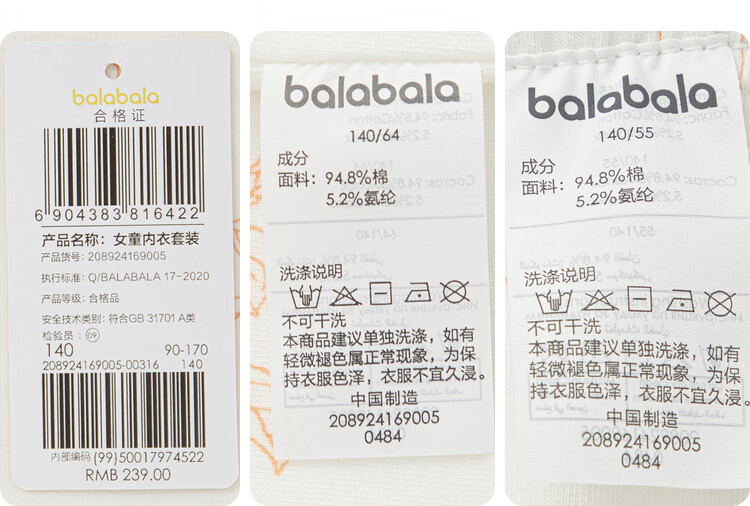 balabala
合格证
6 904383 816422
产品名称: 女童内衣套装
产品货号: 208924169005
执行标准: Q/BALABALA 17-2020
产品等级: 合格品
安全技术类别: 符合GB 31701 A类
检验员: 09
140 90-170
208924169005-00316 140
内部编码 (99)50017974522
RMB 239.00
balabala
140/64
成分
面料: 94.8%棉
5.2%氨纶
洗涤说明
不可干洗
本商品建议单独洗涤，如有
轻微褪色属正常现象，为保
持衣服色泽，衣服不宜久浸。
中国制造
208924169005
0484
balabala
140/55
成分
面料: 94.8%棉
5.2%氨纶
洗涤说明
不可干洗
本商品建议单独洗涤，如有
轻微褪色属正常现象，为保
持衣服色泽，衣服不宜久浸。
中国制造
208924169005
0484